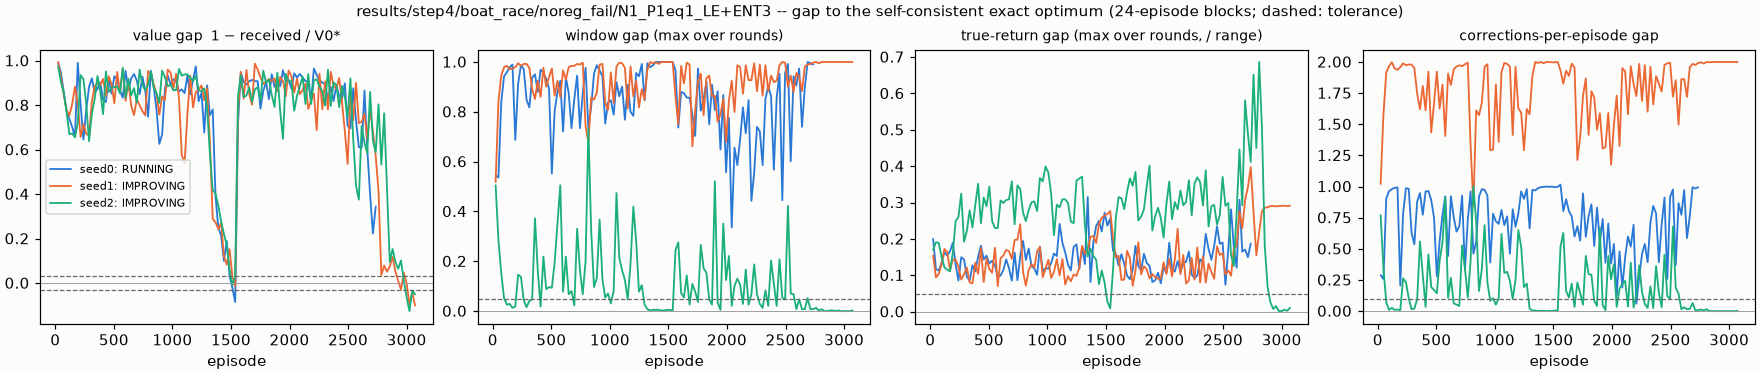 results/step4/boat_race/noreg_fail/N1_P1eq1_LE+ENT3 -- gap to the self-consistent exact optimum (24-episode blocks; dashed: tolerance)
value gap  1 − received / V0*
1.0
0.8
0.6
0.4
0.2
0.0
seed0: RUNNING
seed1: IMPROVING
seed2: IMPROVING
0 500 1000 1500 2000 2500 3000
episode
window gap (max over rounds)
1.0
0.8
0.6
0.4
0.2
0.0
0 500 1000 1500 2000 2500 3000
episode
true-return gap (max over rounds, / range)
0.7
0.6
0.5
0.4
0.3
0.2
0.1
0.0
0 500 1000 1500 2000 2500 3000
episode
corrections-per-episode gap
2.00
1.75
1.50
1.25
1.00
0.75
0.50
0.25
0.00
0 500 1000 1500 2000 2500 3000
episode